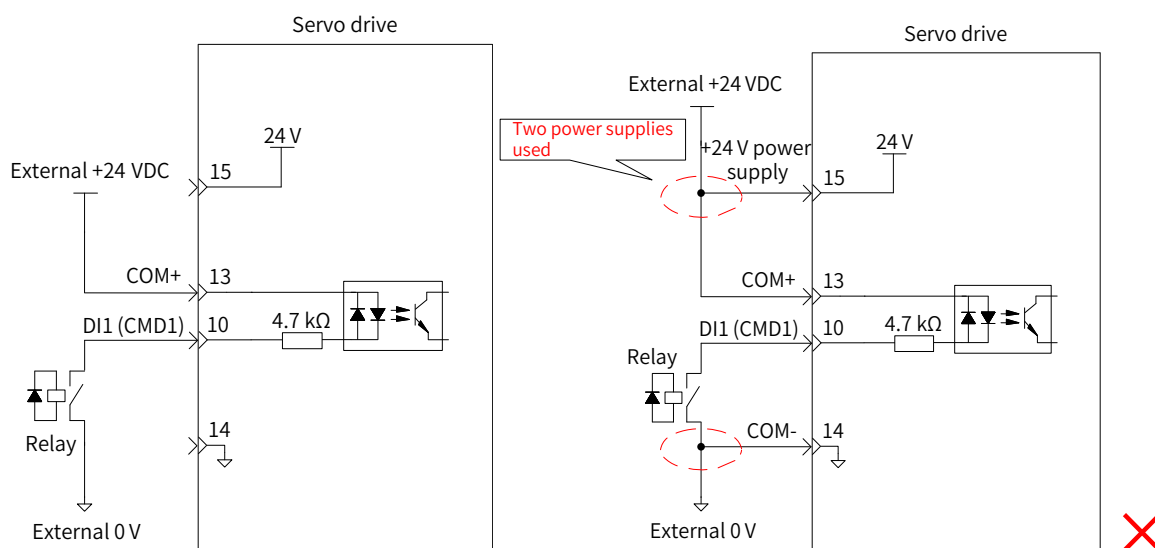 Servo drive
24 V
External +24 VDC
15
COM+
13
DI1 (CMD1)
10
4.7 kΩ
Relay
14
External 0 V
Servo drive
External +24 VDC
Two power supplies
used
+24 V power
supply
24 V
15
COM+
13
DI1 (CMD1)
10
4.7 kΩ
Relay
COM-
14
External 0 V